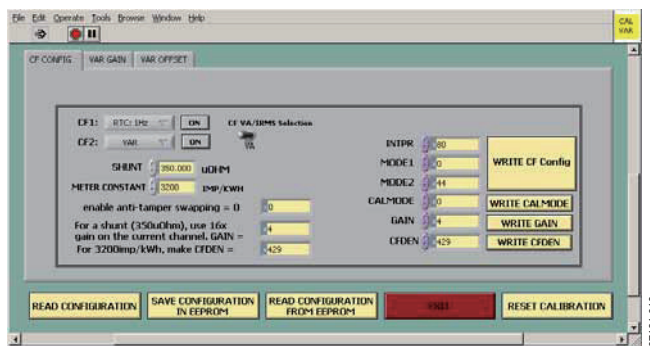 File Edit Operate Tools Browse Window Help
CAL
VAR
CF CONFIG VAR GAIN VAR OFFSET
CF1: RTC: 1Hz ON CF VA/IRMS Selection
CF2: VAR ON VA
SHUNT 350.000 uOHM
METER CONSTANT 3200 IMP/KWH
enable anti-tamper swapping = 0 0
For a shunt (350uOhm), use 16x
gain on the current channel. GAIN = 4
For 3200imp/kWh, make CFDEN = 429
INTPR 80
MODE1 0
MODE2 44
CALMODE 0
GAIN 4
CFDEN 429
WRITE CF Config
WRITE CALMODE
WRITE GAIN
WRITE CFDEN
READ CONFIGURATION
SAVE CONFIGURATION
IN EEPROM
READ CONFIGURATION
FROM EEPROM
EXIT
RESET CALIBRATION